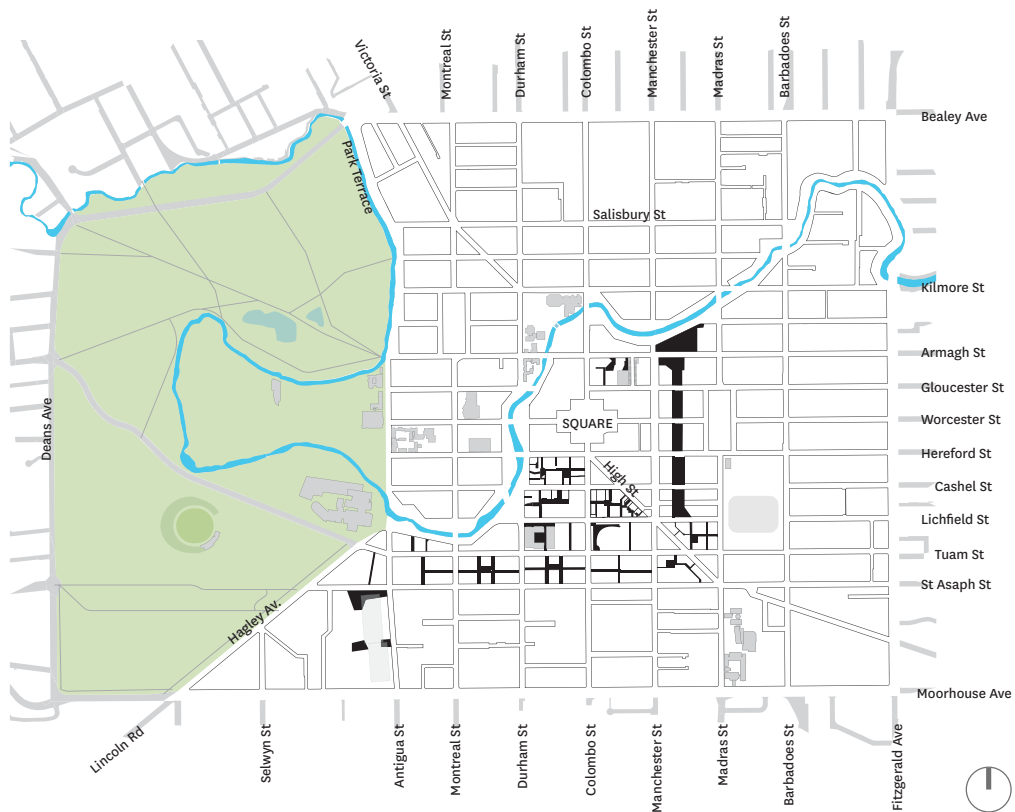 Victoria St
Montreal St
Durham St
Colombo St
Manchester St
Madras St
Barbadoes St
Bealey Ave
Park Terrace
Salisbury St
Kilmore St
Armagh St
Gloucester St
Worcester St
SQUARE
Deans Ave
Hereford St
High St
Cashel St
Lichfield St
Tuam St
St Asaph St
Hagley Av.
Moorhouse Ave
Lincoln Rd
Selwyn St
Antigua St
Montreal St
Durham St
Colombo St
Manchester St
Madras St
Barbadoes St
Fitzgerald Ave